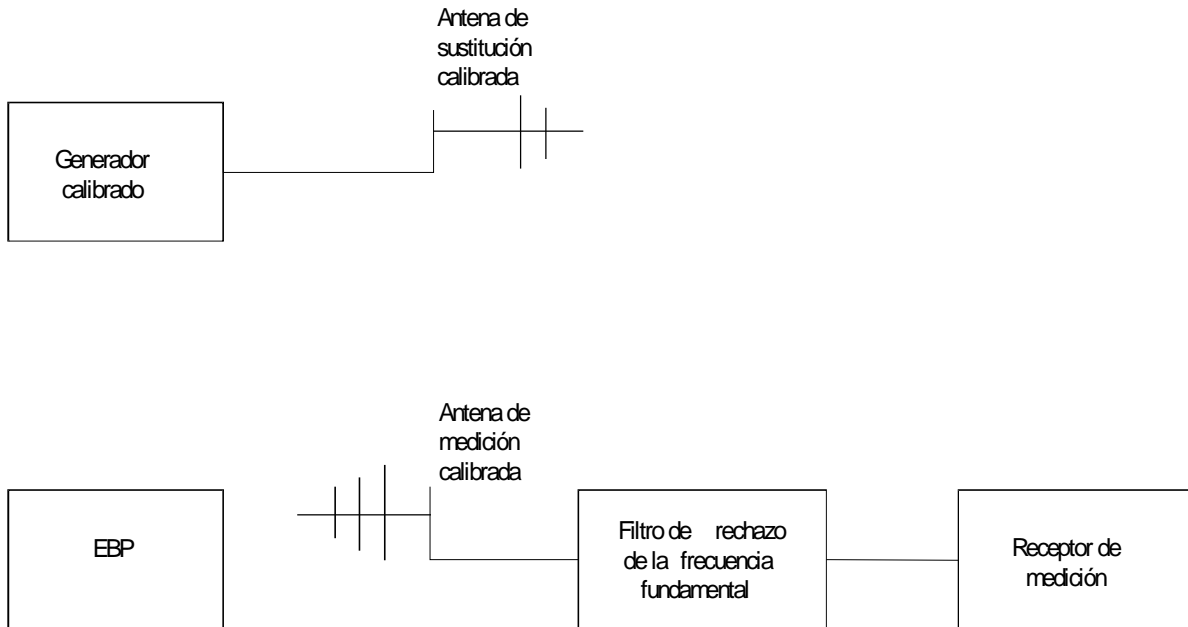 Antena de
sustitución
calibrada
Generador
calibrado
Antena de
medición
calibrada
EBP
Filtro de rechazo
de la frecuencia
fundamental
Receptor de
medición